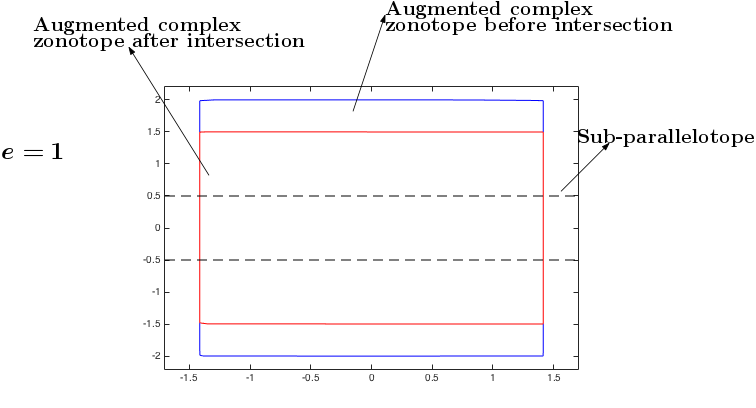 Augmented complex
zonotope before intersection
Augmented complex
zonotope after intersection
Sub-parallelotope
e = 1
2
1.5
1
0.5
0
-0.5
-1
-1.5
-2
-1.5
-1
-0.5
0
0.5
1
1.5